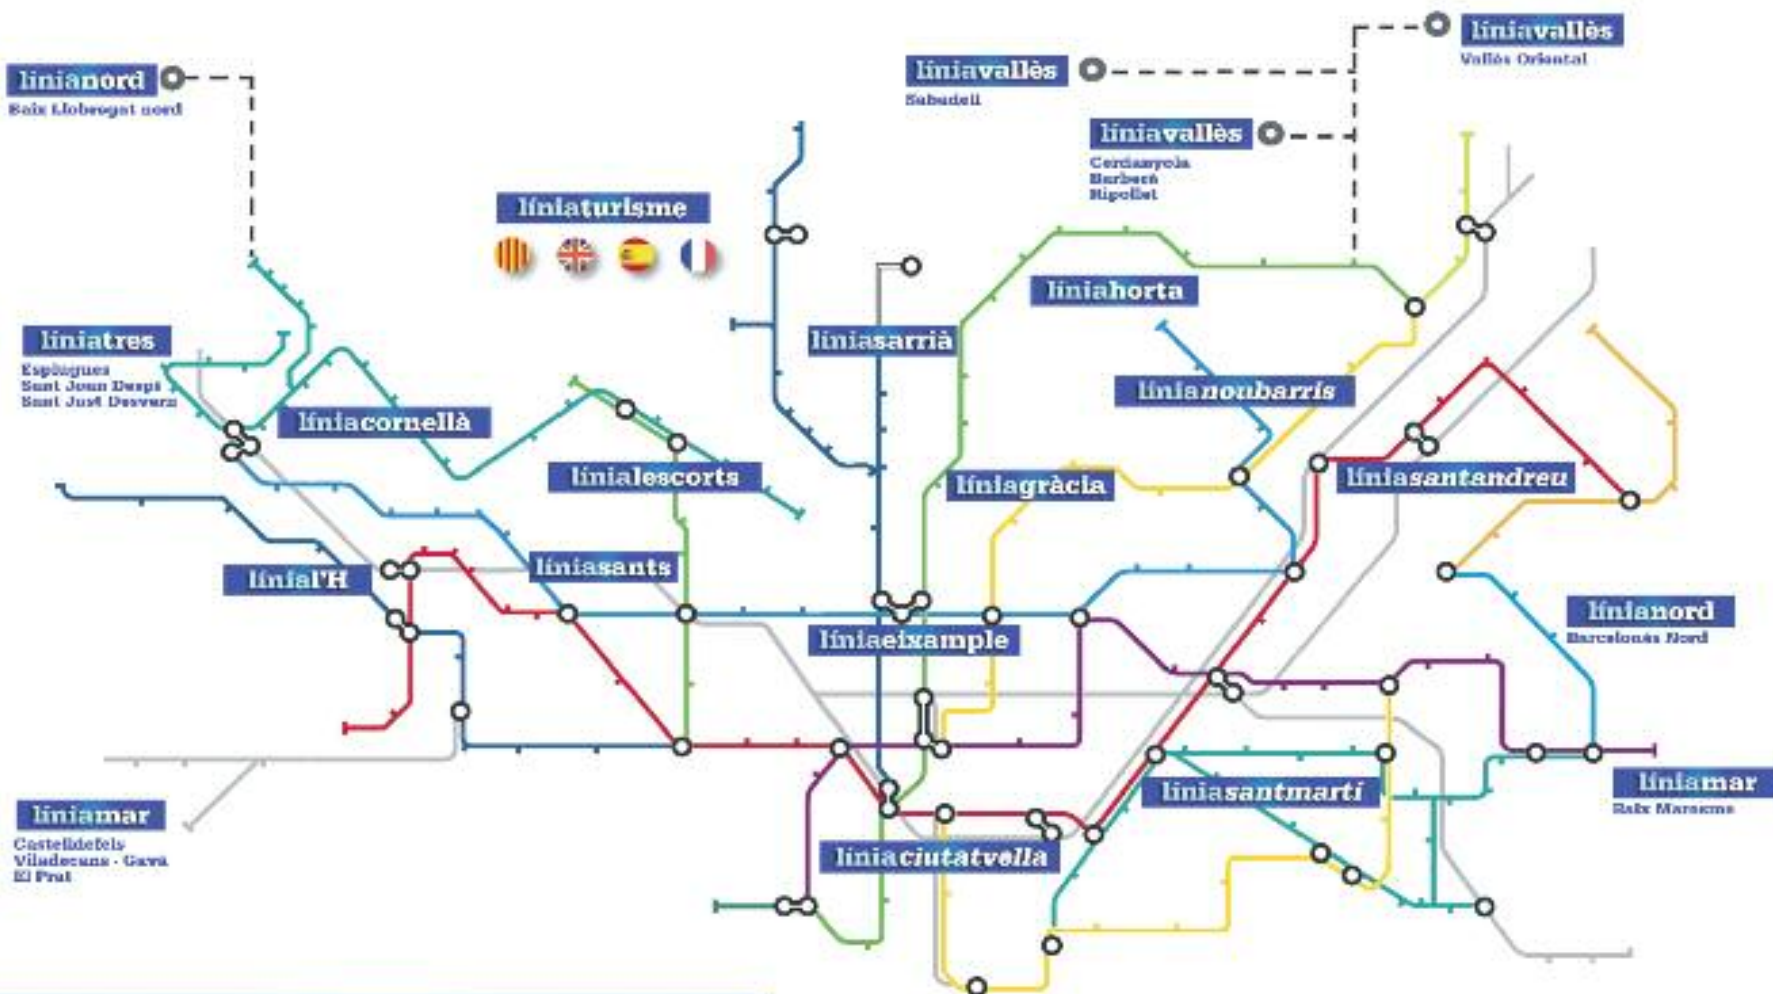 líniavallès
Vallès Oriental
líniavallès
Sabadell
línianord
Baix Llobregat nord
líniavallès
Cerdanyola
Barberà
Ripollet
líniaturisme
líniahorta
líniatres
Esplugues
Sant Joan Despí
Sant Just Desvern
líniasarrià
línianoubarris
líniacornellà
línialescorts
líniagràcia
líniasantandreu
línial'H
líniasants
línianord
Barcelonès Nord
líniaeixample
líniasantmartí
líniamar
Baix Maresme
líniamar
Castelldefels
Viladecans - Gavà
El Prat
líniaciutatvella